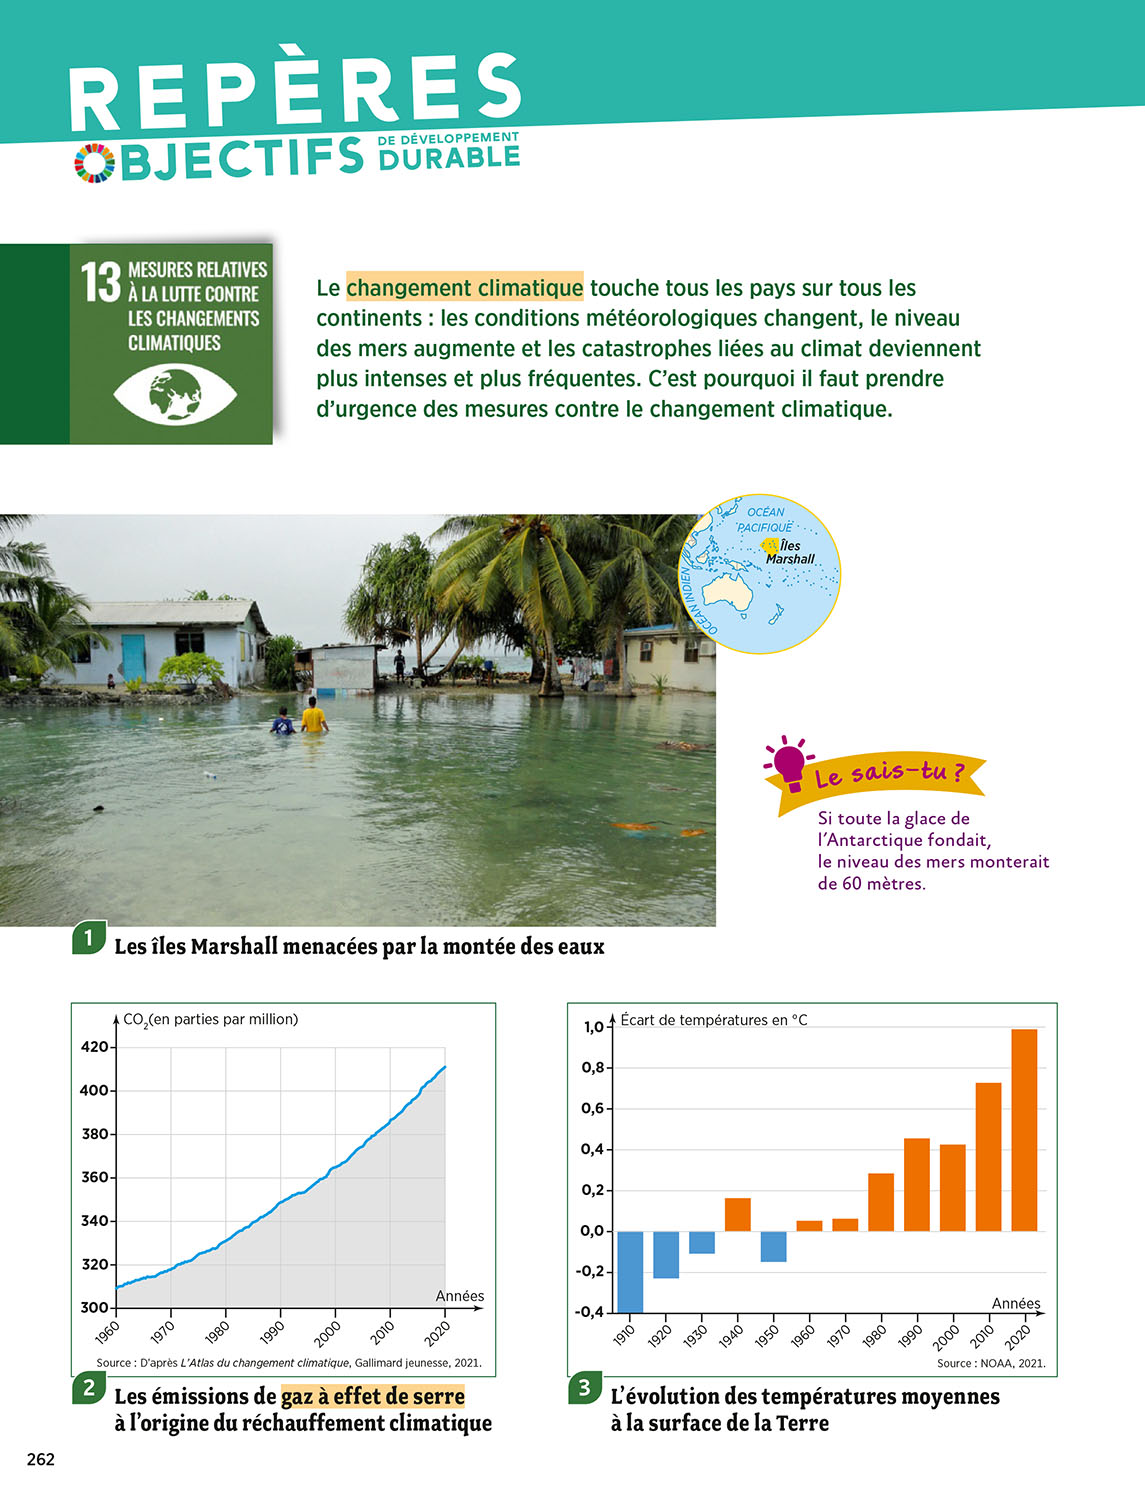 REPÈRES
OBJECTIFS DE DÉVELOPPEMENT DURABLE
13 MESURES RELATIVES
À LA LUTTE CONTRE
LES CHANGEMENTS
CLIMATIQUES
Le changement climatique touche tous les pays sur tous les
continents : les conditions météorologiques changent, le niveau
des mers augmente et les catastrophes liées au climat deviennent
plus intenses et plus fréquentes. C'est pourquoi il faut prendre
d'urgence des mesures contre le changement climatique.
OCÉAN
PACIFIQUE
Îles
Marshall
OCÉAN INDIEN
Le sais-tu ?
Si toute la glace de
l'Antarctique fondait,
le niveau des mers monterait
de 60 mètres.
1 Les îles Marshall menacées par la montée des eaux
CO2(en parties par million)
420
400
380
360
340
320
300
Années
1960 1970 1980 1990 2000 2010 2020
Source : D'après L'Atlas du changement climatique, Gallimard jeunesse, 2021.
2 Les émissions de gaz à effet de serre
à l'origine du réchauffement climatique
Écart de températures en °C
1,0
0,8
0,6
0,4
0,2
0,0
-0,2
-0,4
Années
1910 1920 1930 1940 1950 1960 1970 1980 1990 2000 2010 2020
Source : NOAA, 2021.
3 L'évolution des températures moyennes
à la surface de la Terre
262